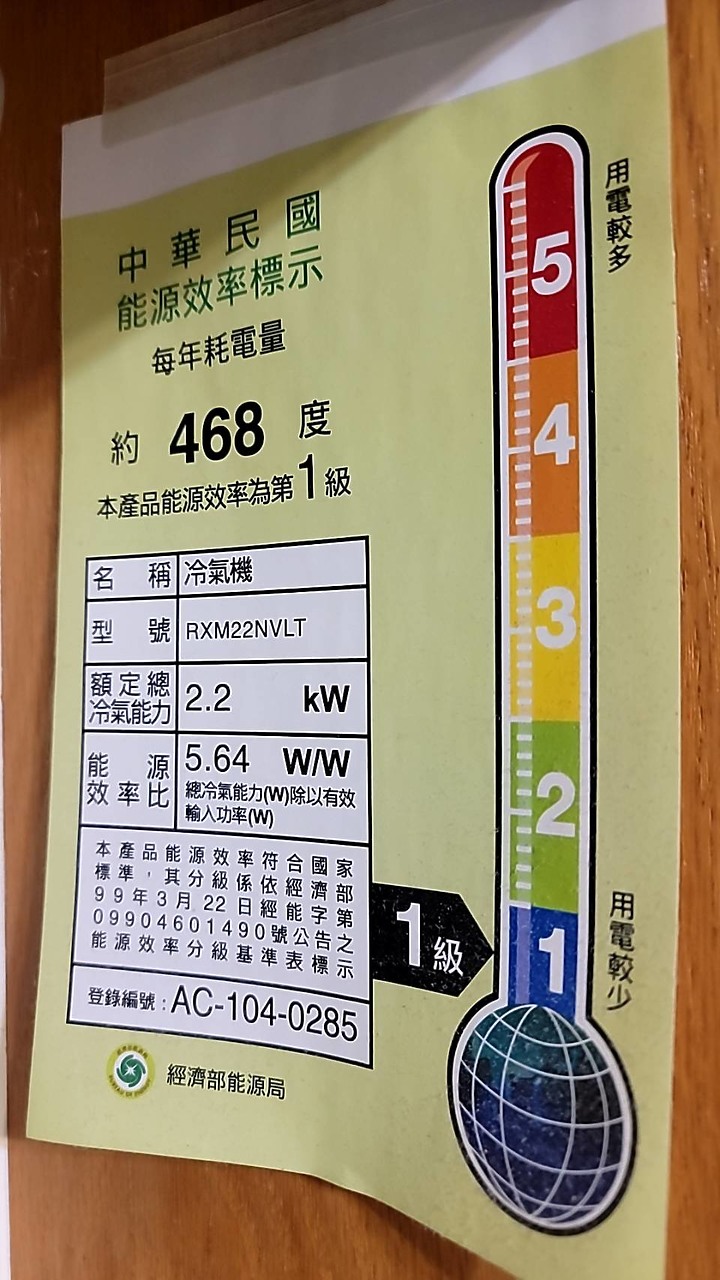 中華民國
能源效率標示
每年耗電量
約 468 度
本產品能源效率為第1級
名稱 冷氣機
型號 RXM22NVLT
額定總
冷氣能力 2.2 kW
能源
效率比 5.64 W/W
總冷氣能力(W)除以有效
輸入功率(W)
本產品能源效率符合國家
標準，其分級係依經濟部
99年3月22日經能字第
09904601490號公告之
能源效率分級基準表標示
登錄編號：AC-104-0285
經濟部能源局
用電較多
5
4
3
2
1
1級
用電較少